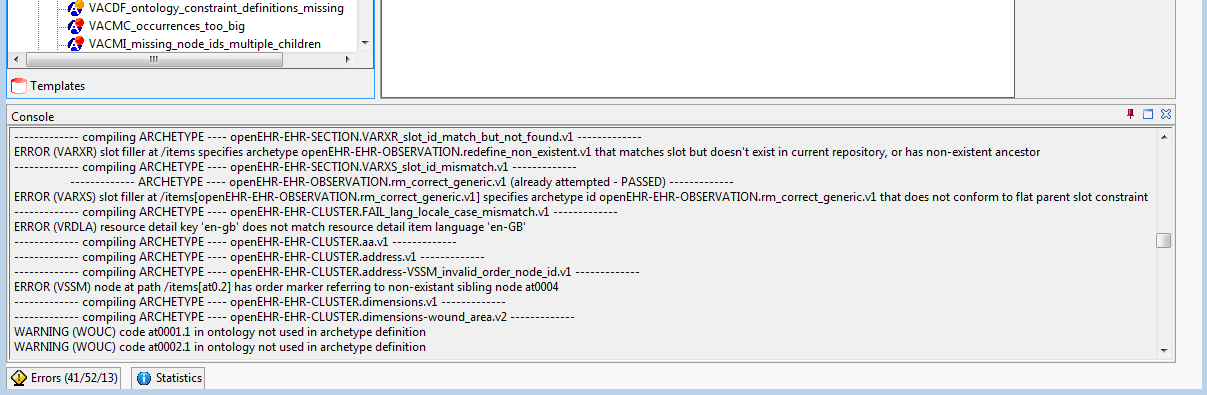 VACDF_ontology_constraint_definitions_missing
VACMC_occurrences_too_big
VACMI_missing_node_ids_multiple_children
Templates
Console
------------- compiling ARCHETYPE ---- openEHR-EHR-SECTION.VARXR_slot_id_match_but_not_found.v1 -------------
ERROR (VARXR) slot filler at /items specifies archetype openEHR-EHR-OBSERVATION.redefine_non_existent.v1 that matches slot but doesn't exist in current repository, or has non-existent ancestor
------------- compiling ARCHETYPE ---- openEHR-EHR-SECTION.VARXS_slot_id_mismatch.v1 -------------
------------- ARCHETYPE ---- openEHR-EHR-OBSERVATION.rm_correct_generic.v1 (already attempted - PASSED) -------------
ERROR (VARXS) slot filler at /items[openEHR-EHR-OBSERVATION.rm_correct_generic.v1] specifies archetype id openEHR-EHR-OBSERVATION.rm_correct_generic.v1 that does not conform to flat parent slot constraint
------------- compiling ARCHETYPE ---- openEHR-EHR-CLUSTER.FAIL_lang_locale_case_mismatch.v1 -------------
ERROR (VRDLA) resource detail key 'en-gb' does not match resource detail item language 'en-GB'
------------- compiling ARCHETYPE ---- openEHR-EHR-CLUSTER.aa.v1 -------------
------------- compiling ARCHETYPE ---- openEHR-EHR-CLUSTER.address.v1 -------------
------------- compiling ARCHETYPE ---- openEHR-EHR-CLUSTER.address-VSSM_invalid_order_node_id.v1 -------------
ERROR (VSSM) node at path /items[at0.2] has order marker referring to non-existant sibling node at0004
------------- compiling ARCHETYPE ---- openEHR-EHR-CLUSTER.dimensions.v1 -------------
------------- compiling ARCHETYPE ---- openEHR-EHR-CLUSTER.dimensions-wound_area.v2 -------------
WARNING (WOUC) code at0001.1 in ontology not used in archetype definition
WARNING (WOUC) code at0002.1 in ontology not used in archetype definition
Errors (41/52/13) Statistics